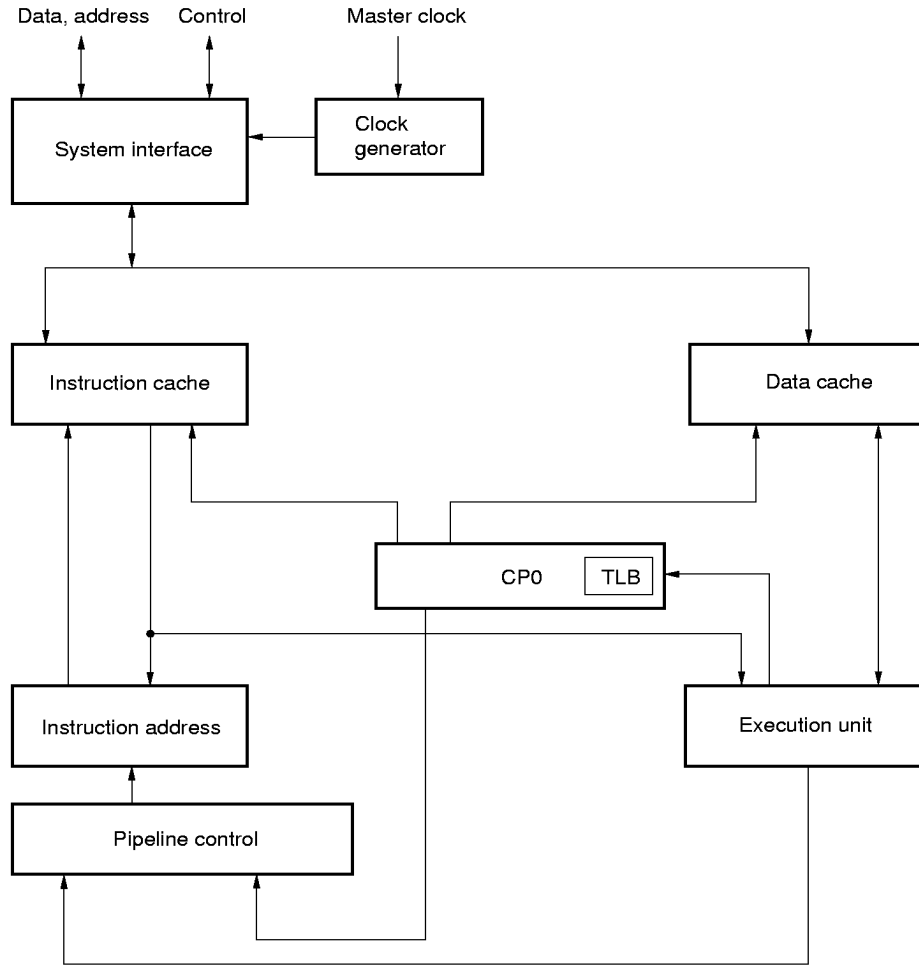 Data, address
Control
Master clock
System interface
Clock
generator
Instruction cache
Data cache
CP0
TLB
Instruction address
Execution unit
Pipeline control